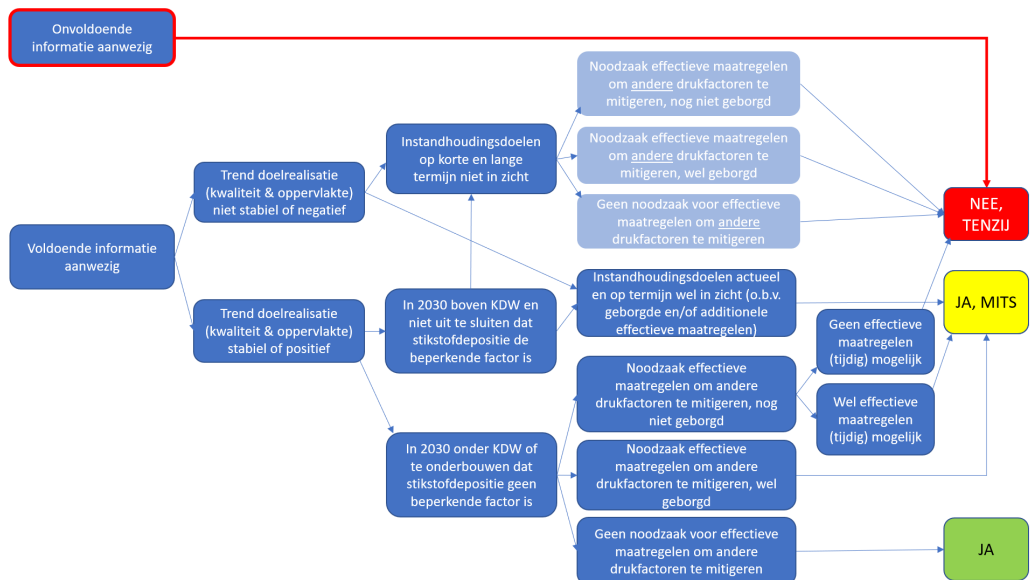 Onvoldoende
informatie aanwezig
Voldoende informatie
aanwezig
Trend doelrealisatie
(kwaliteit & oppervlakte)
niet stabiel of negatief
Trend doelrealisatie
(kwaliteit & oppervlakte)
stabiel of positief
Instandhoudingsdoelen
op korte en lange
termijn niet in zicht
In 2030 boven KDW en
niet uit te sluiten dat
stikstofdepositie de
beperkende factor is
In 2030 onder KDW of
te onderbouwen dat
stikstofdepositie geen
beperkende factor is
Noodzaak effectieve maatregelen
om andere drukfactoren te
mitigeren, nog niet geborgd
Noodzaak effectieve maatregelen
om andere drukfactoren te
mitigeren, wel geborgd
Geen noodzaak voor effectieve
maatregelen om andere
drukfactoren te mitigeren
Instandhoudingsdoelen actueel
en op termijn wel in zicht (o.b.v.
geborgde en/of additionele
effectieve maatregelen)
Noodzaak effectieve
maatregelen om andere
drukfactoren te mitigeren, nog
niet geborgd
Noodzaak effectieve
maatregelen om andere
drukfactoren te mitigeren, wel
geborgd
Geen noodzaak voor effectieve
maatregelen om andere
drukfactoren te mitigeren
Geen effectieve
maatregelen
(tijdig) mogelijk
Wel effectieve
maatregelen
(tijdig) mogelijk
NEE,
TENZIJ
JA, MITS
JA